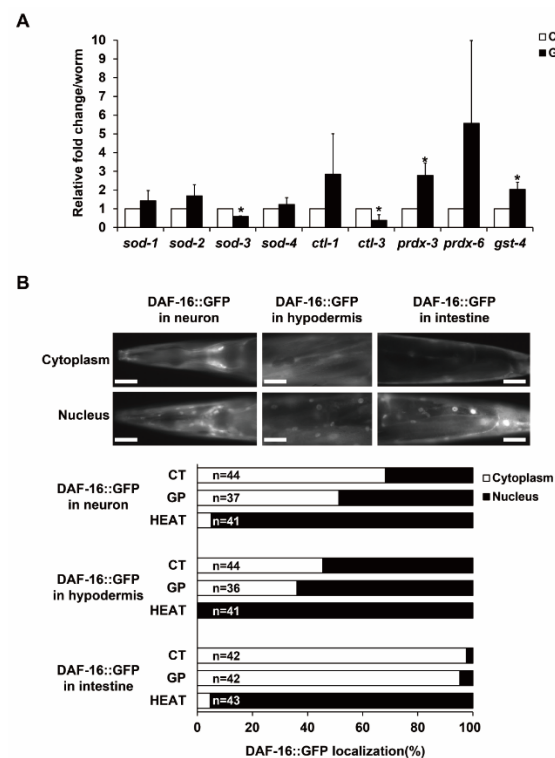 A
C
G
Relative fold change/worm
10
9
8
7
6
5
4
3
2
1
0
*
*
*
*
sod-1 sod-2 sod-3 sod-4 ctl-1 ctl-3 prdx-3 prdx-6 gst-4
B
DAF-16::GFP in neuron
DAF-16::GFP in hypodermis
DAF-16::GFP in intestine
Cytoplasm
Nucleus
Cytoplasm
Nucleus
DAF-16::GFP in neuron
CT n=44
GP n=37
HEAT n=41
DAF-16::GFP in hypodermis
CT n=44
GP n=36
HEAT n=41
DAF-16::GFP in intestine
CT n=42
GP n=42
HEAT n=43
0 20 40 60 80 100
DAF-16::GFP localization(%)